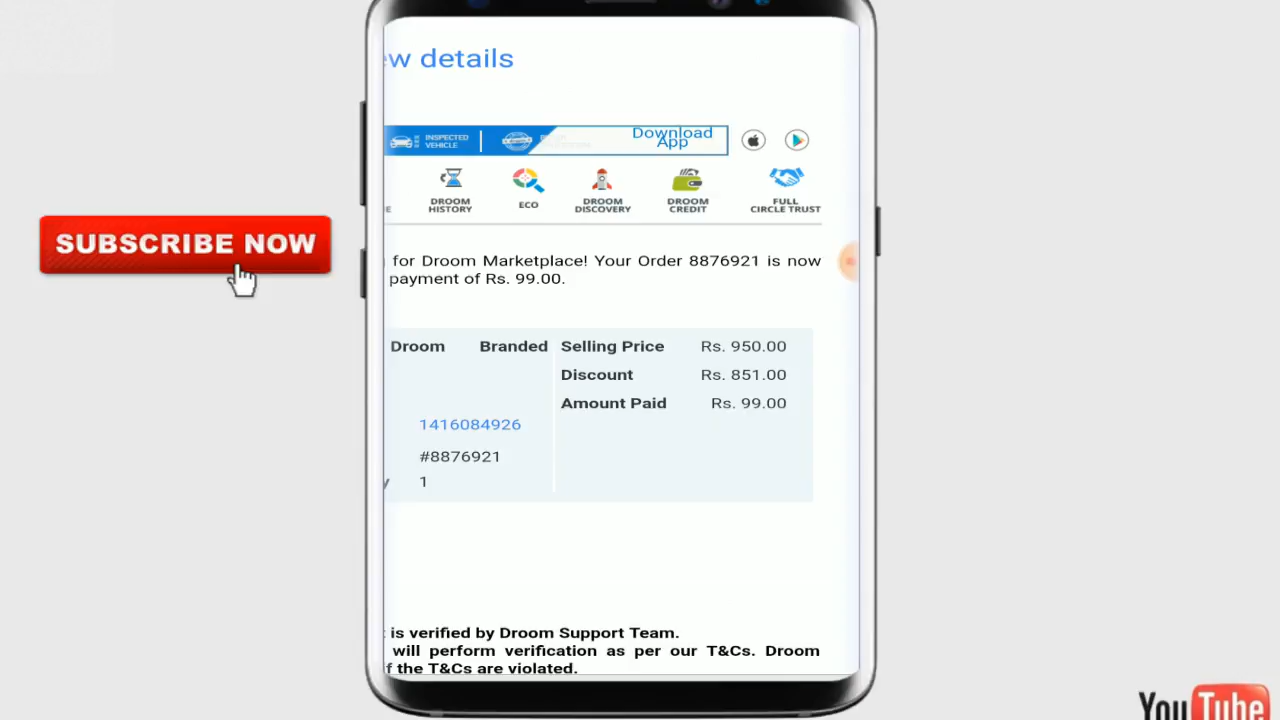 ew details
INSPECTED
VEHICLE
Download
App
DROOM
HISTORY
ECO
DROOM
DISCOVERY
DROOM
CREDIT
FULL
CIRCLE TRUST
SUBSCRIBE NOW
for Droom Marketplace! Your Order 8876921 is now
payment of Rs. 99.00.
Droom Branded
Selling Price Rs. 950.00
Discount Rs. 851.00
Amount Paid Rs. 99.00
1416084926
#8876921
y 1
is verified by Droom Support Team.
will perform verification as per our T&Cs. Droom
f the T&Cs are violated.
YouTube